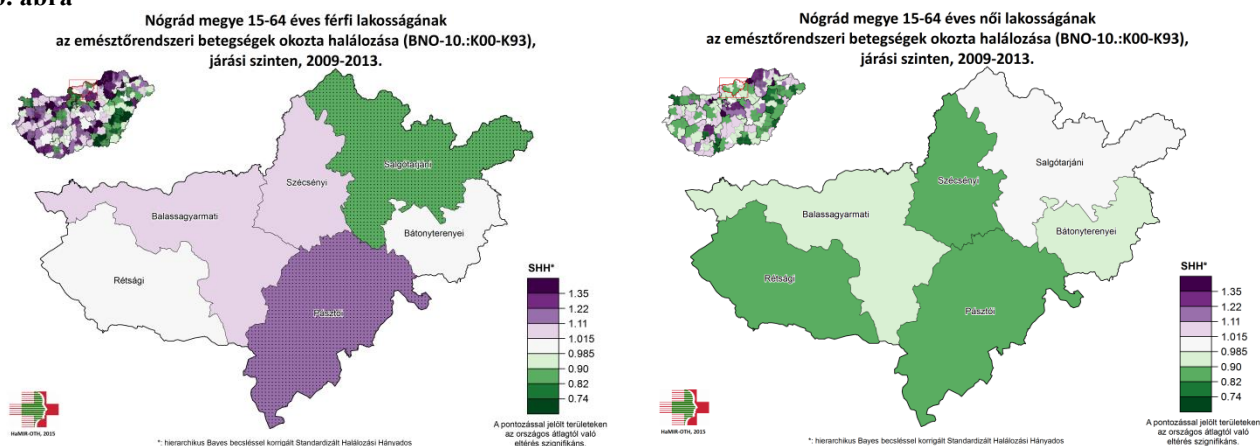 Nógrád megye 15-64 éves férfi lakosságának
az emésztőrendszeri betegségek okozta halálozása (BNO-10.:K00-K93),
járási szinten, 2009-2013.
Salgótarjáni
Szécsényi
Balassagyarmati
Bátonyterenyei
Rétsági
Pásztói
SHH*
1.35
1.22
1.11
1.015
0.985
0.90
0.82
0.74
HaMIR-OTH, 2015
*: hierarchikus Bayes becsléssel korrigált Standardizált Halálozási Hányados
A pontozással jelölt területeken
az országos átlagtól való
eltérés szignifikáns.
Nógrád megye 15-64 éves női lakosságának
az emésztőrendszeri betegségek okozta halálozása (BNO-10.:K00-K93),
járási szinten, 2009-2013.
Salgótarjáni
Szécsényi
Balassagyarmati
Bátonyterenyei
Rétsági
Pásztói
SHH*
1.35
1.22
1.11
1.015
0.985
0.90
0.82
0.74
HaMIR-OTH, 2015
*: hierarchikus Bayes becsléssel korrigált Standardizált Halálozási Hányados
A pontozással jelölt területeken
az országos átlagtól való
eltérés szignifikáns.